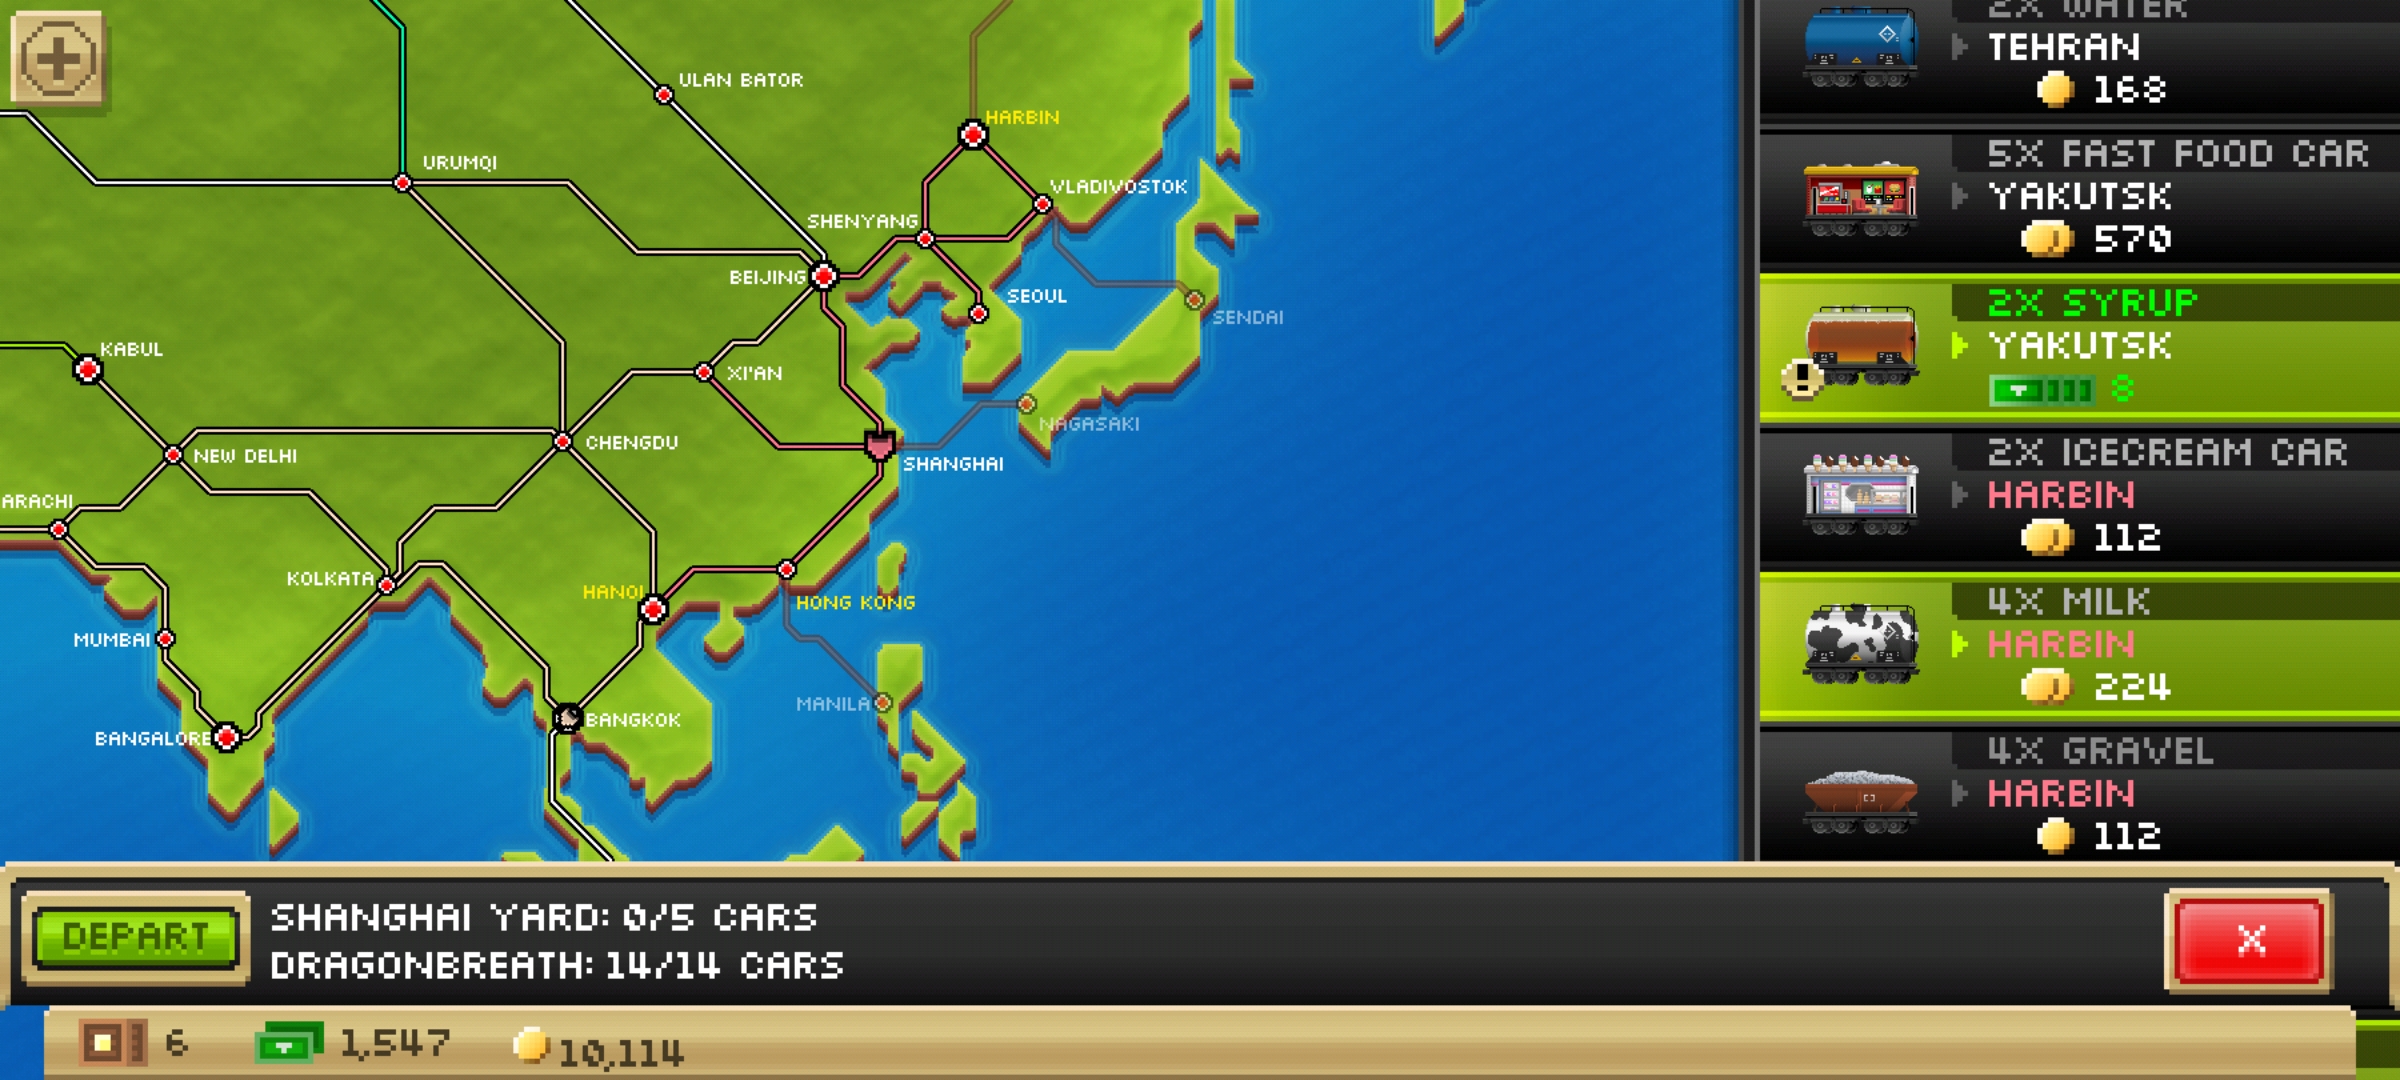 ULAN BATOR
HARBIN
URUMQI
VLADIVOSTOK
SHENYANG
BEIJING
SEOUL
SENDAI
KABUL
XI'AN
NAGASAKI
NEW DELHI
CHENGDU
SHANGHAI
ARACHI
KOLKATA
HANOI
HONG KONG
MUMBAI
MANILA
BANGKOK
BANGALORE
2X WATER
TEHRAN
168
5X FAST FOOD CAR
YAKUTSK
570
2X SYRUP
YAKUTSK
8
2X ICECREAM CAR
HARBIN
112
4X MILK
HARBIN
224
4X GRAVEL
HARBIN
112
DEPART
SHANGHAI YARD: 0/5 CARS
DRAGONBREATH: 14/14 CARS
X
6
1,547
10,114